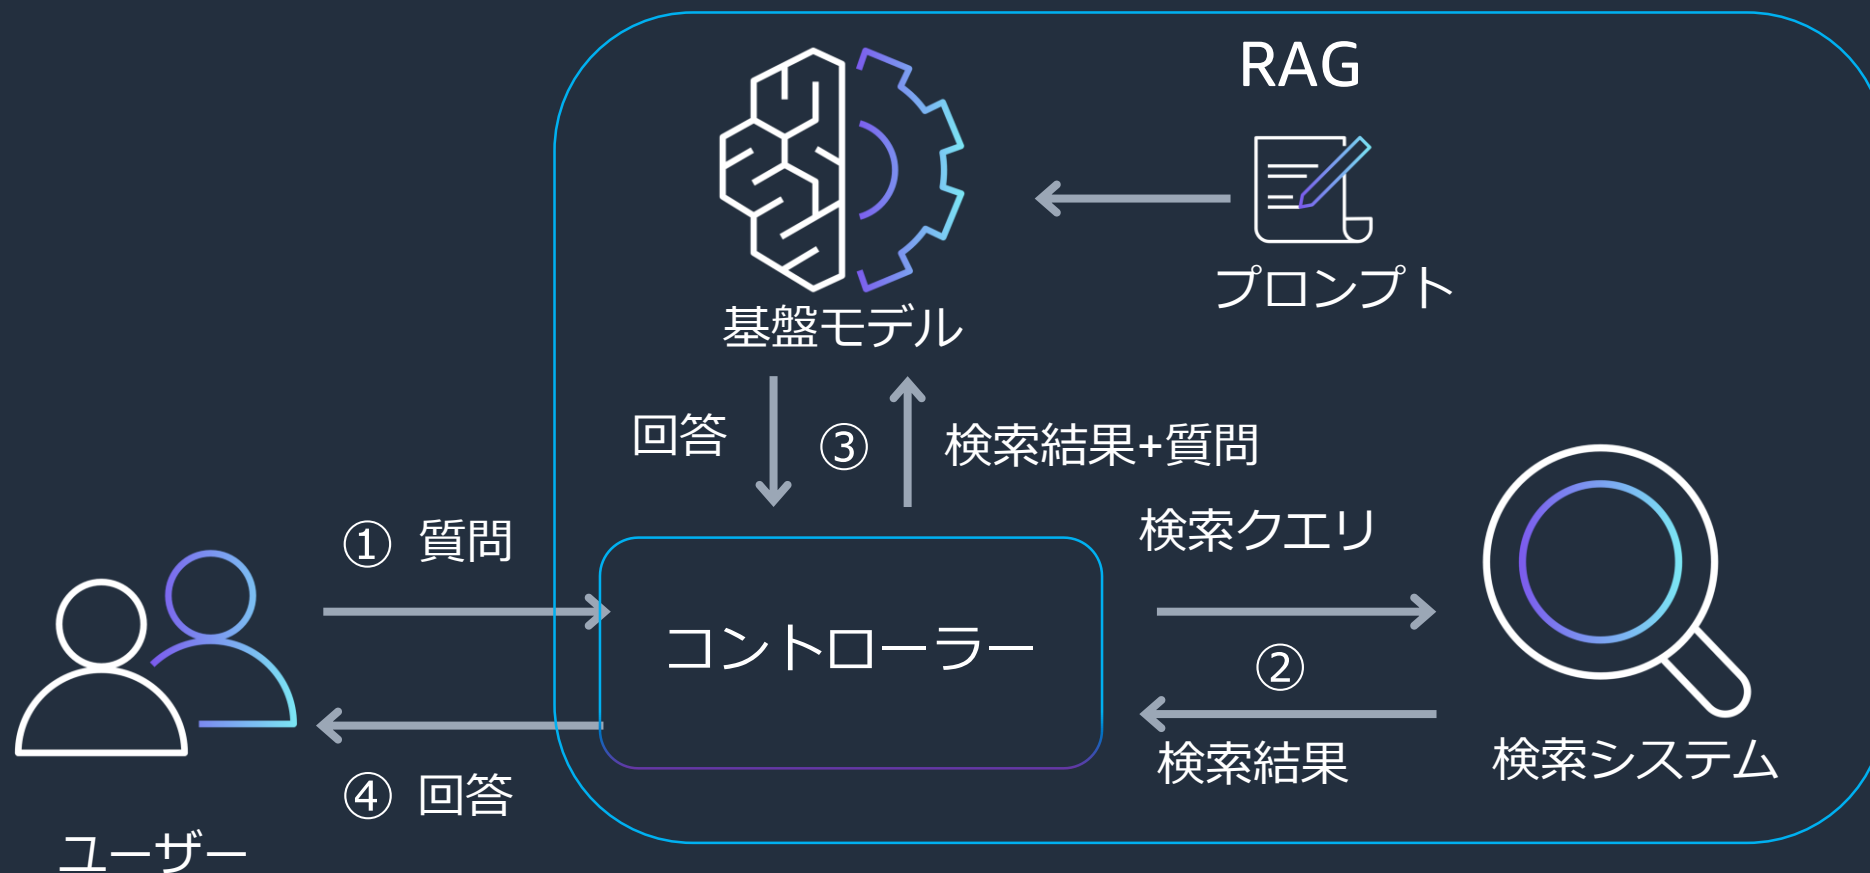 RAG
プロンプト
基盤モデル
回答
③
検索結果+質問
① 質問
検索クエリ
コントローラー
②
検索結果
検索システム
④ 回答
ユーザー